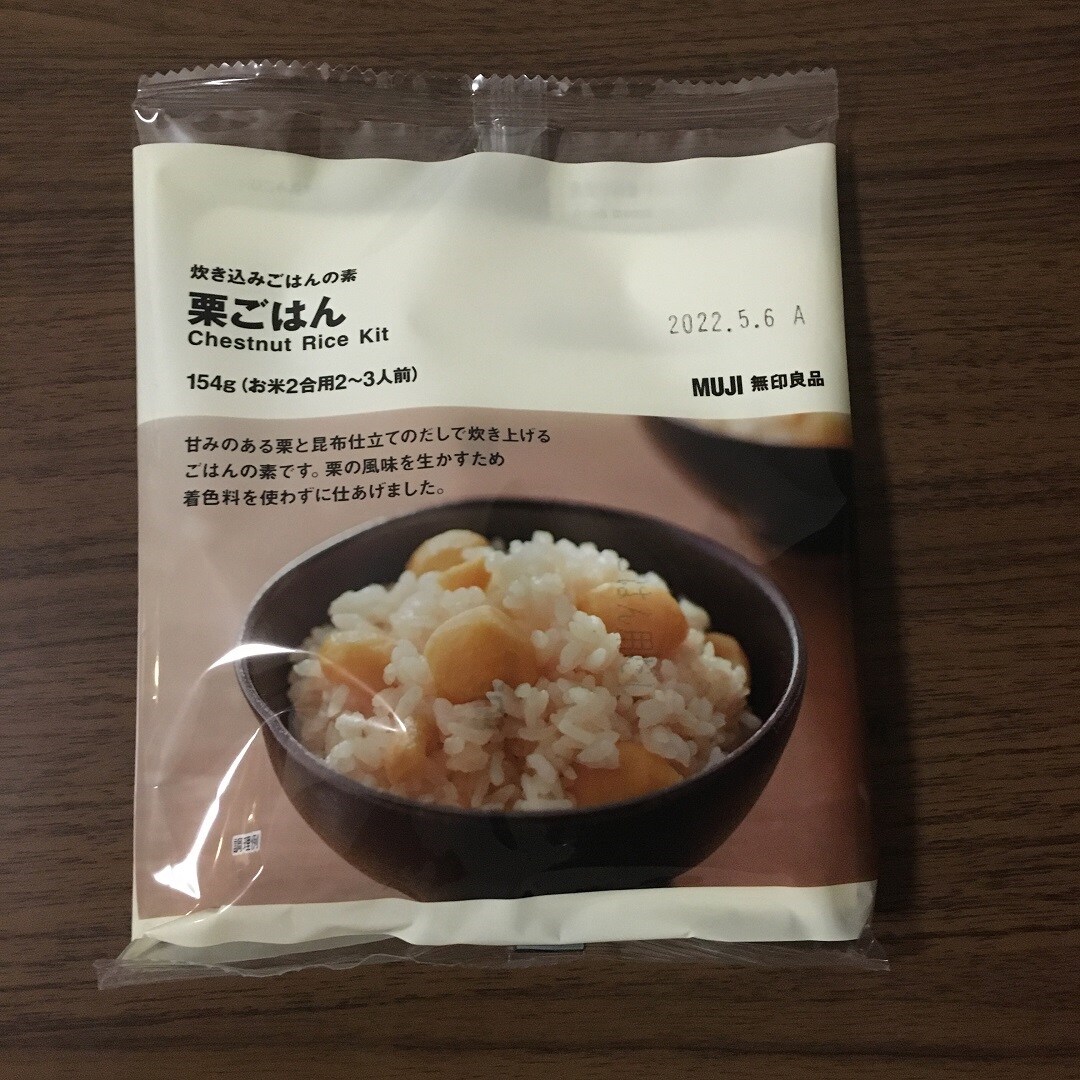 炊き込みごはんの素
栗ごはん
Chestnut Rice Kit
154g（お米2合用2〜3人前）
2022.5.6 A
MUJI 無印良品
甘みのある栗と昆布仕立てのだしで炊き上げる
ごはんの素です。栗の風味を生かすため
着色料を使わずに仕あげました。
調理例